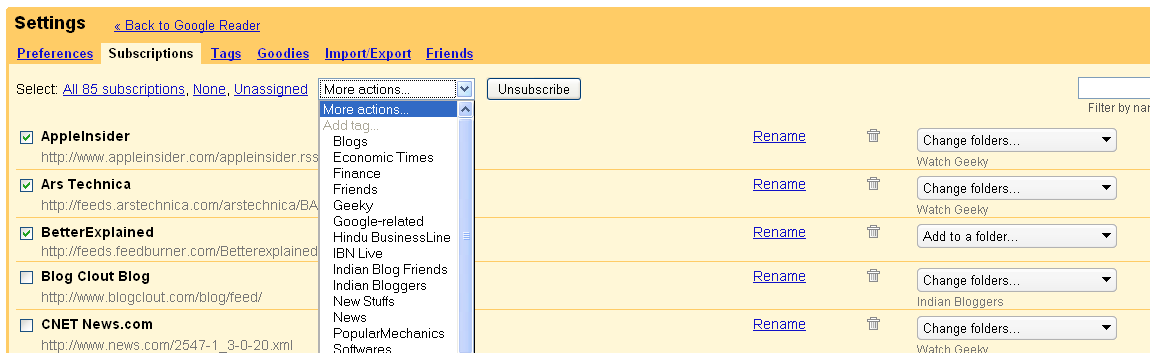 Settings « Back to Google Reader
Preferences Subscriptions Tags Goodies Import/Export Friends
Select: All 85 subscriptions, None, Unassigned More actions... Unsubscribe
Filter by
More actions...
Add tag...
Blogs
Economic Times
Finance
Friends
Geeky
Google-related
Hindu BusinessLine
IBN Live
Indian Blog Friends
Indian Bloggers
New Stuffs
News
PopularMechanics
Softwares
AppleInsider Rename Change folders...
http://www.appleinsider.com/appleinsider.rss Watch Geeky
Ars Technica Rename Change folders...
http://feeds.arstechnica.com/arstechnica/BA Watch Geeky
BetterExplained Rename Add to a folder...
http://feeds.feedburner.com/Betterexplained
Blog Clout Blog Rename Change folders...
http://www.blogclout.com/blog/feed/ Indian Bloggers
CNET News.com Rename Change folders...
http://www.news.com/2547-1_3-0-20.xml Watch Geeky